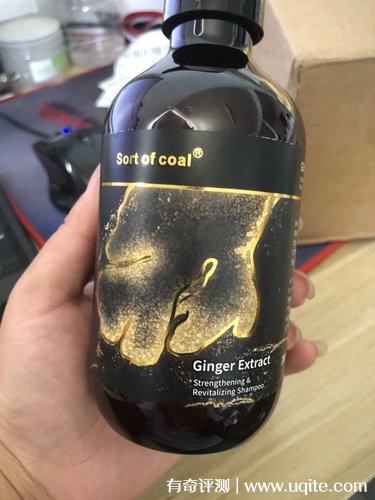 Sort of coal®
Ginger Extract
Strengthening &
Revitalizing Shampoo
有奇评测 | www.uqite.com